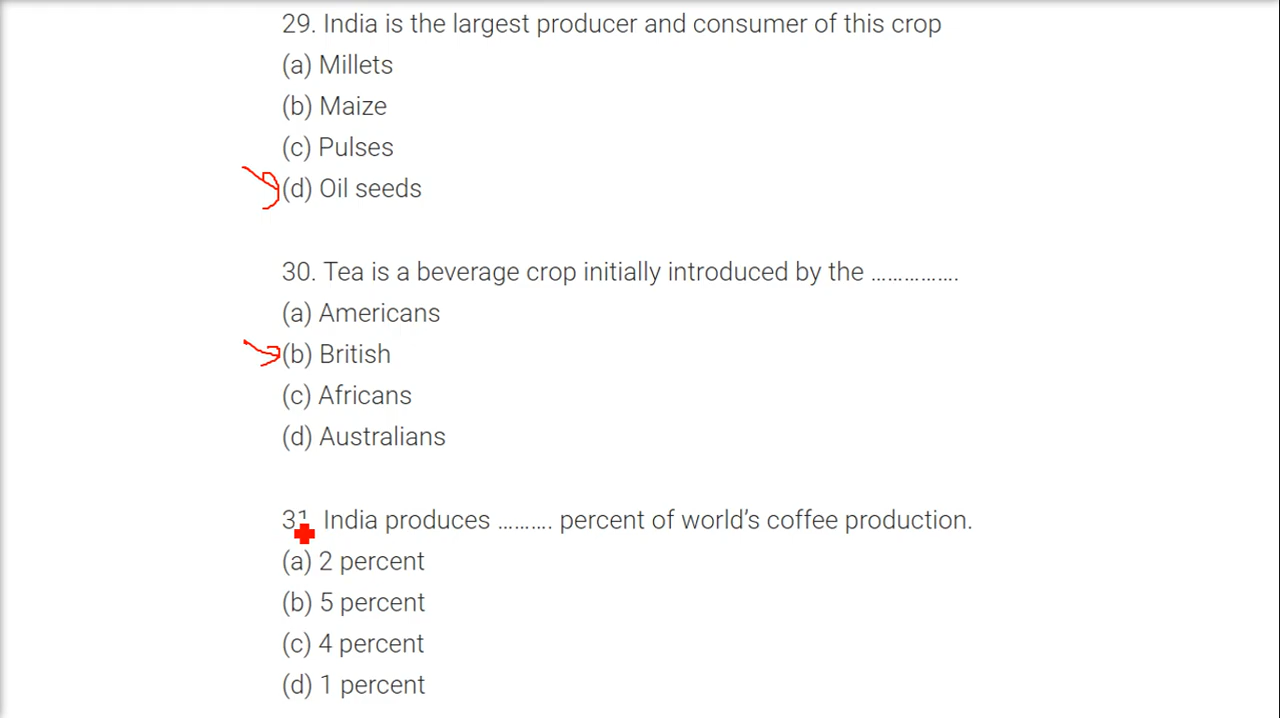 29. India is the largest producer and consumer of this crop
(a) Millets
(b) Maize
(c) Pulses
(d) Oil seeds
30. Tea is a beverage crop initially introduced by the …………….
(a) Americans
(b) British
(c) Africans
(d) Australians
31. India produces ………. percent of world’s coffee production.
(a) 2 percent
(b) 5 percent
(c) 4 percent
(d) 1 percent